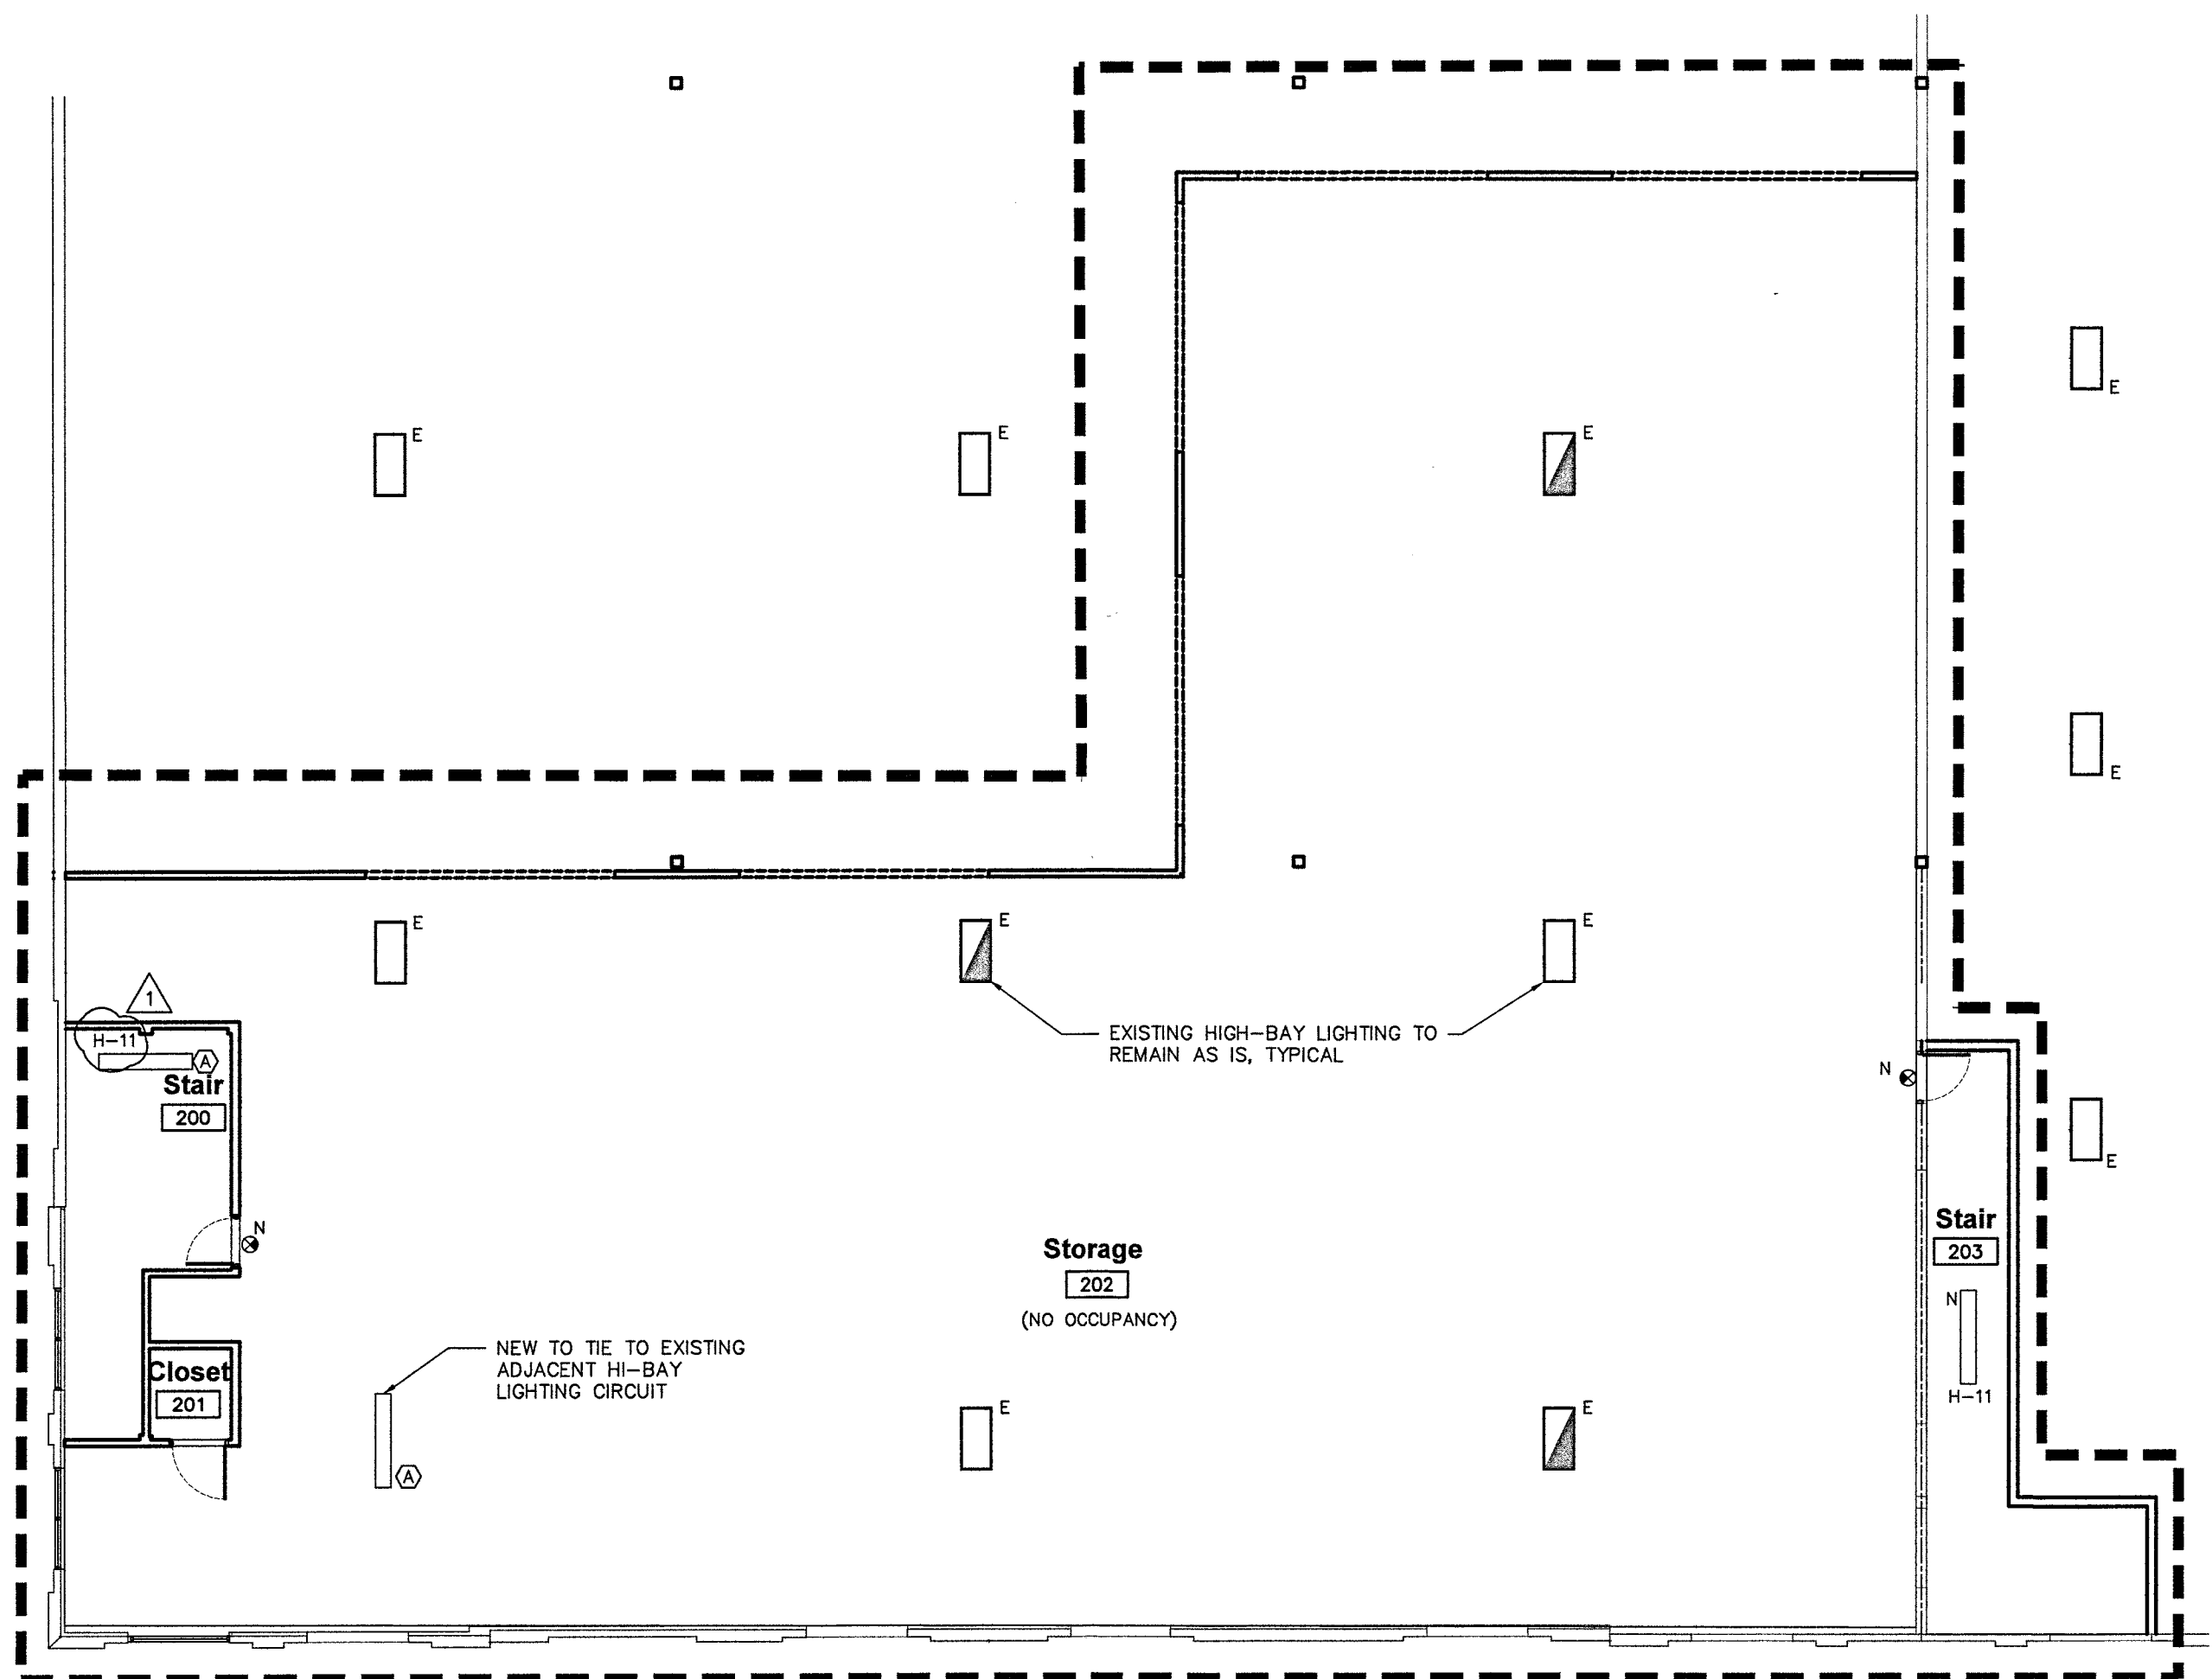 E
E
E
E
E
E
E
E
1
H-11
A
Stair
200
EXISTING HIGH-BAY LIGHTING TO
REMAIN AS IS, TYPICAL
N
E
N
Stair
203
Storage
202
(NO OCCUPANCY)
N
H-11
NEW TO TIE TO EXISTING
ADJACENT HI-BAY
LIGHTING CIRCUIT
Closet
201
A
E
E